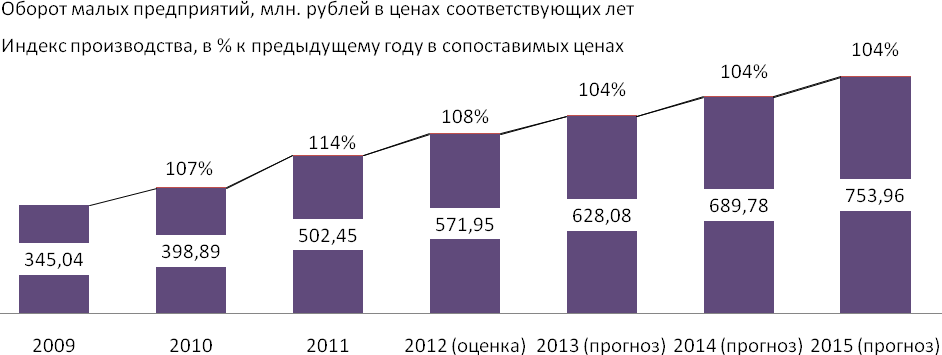 Оборот малых предприятий, млн. рублей в ценах соответствующих лет
Индекс производства, в % к предыдущему году в сопоставимых ценах
107%
114%
108%
104%
104%
104%
345,04
398,89
502,45
571,95
628,08
689,78
753,96
2009
2010
2011
2012 (оценка)
2013 (прогноз)
2014 (прогноз)
2015 (прогноз)